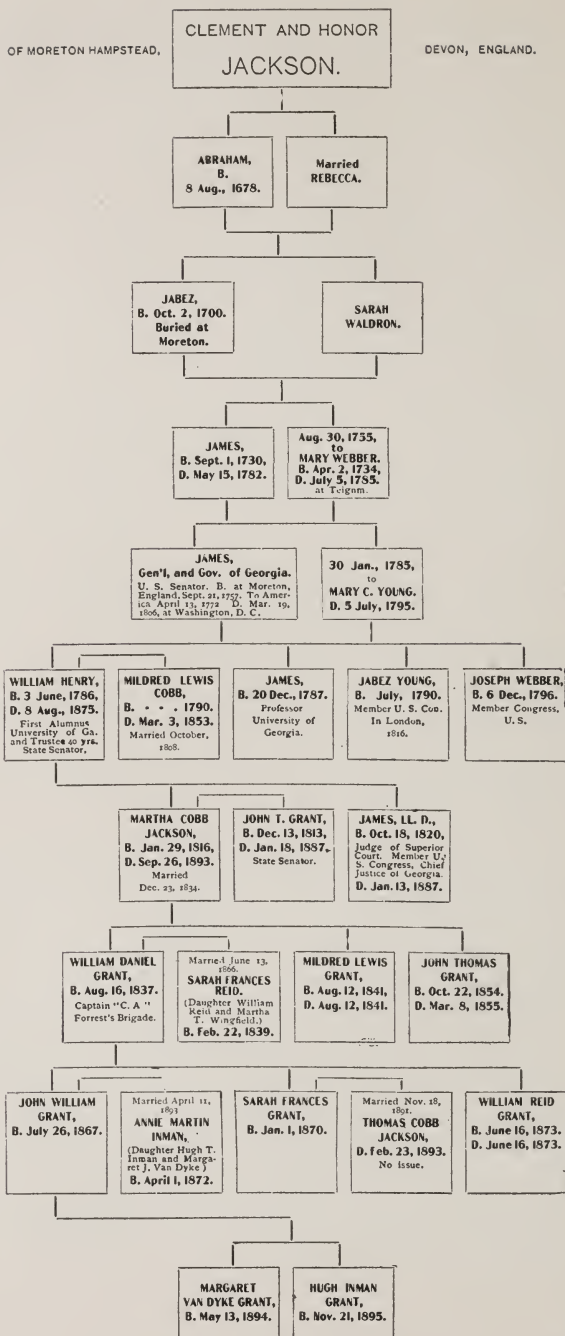 OF MORETON HAMPSTEAD,
CLEMENT AND HONOR
JACKSON.
DEVON, ENGLAND.
ABRAHAM,
B.
8 Aug., 1678.
Married
REBECCA.
JABEZ,
B. Oct. 2, 1700.
Buried at
Moreton.
SARAH
WALDRON.
JAMES,
B. Sept. 1, 1730,
D. May 15, 1782.
Aug. 30, 1755,
to
MARY WEBBER.
B. Apr. 2, 1734,
D. July 5, 1785.
at Teignm.
JAMES,
Gen'l, and Gov. of Georgia.
U. S. Senator. B. at Moreton,
England, Sept. 21, 1757. To Amer-
ica April 13, 1772 D. Mar. 19,
1806, at Washington, D. C.
30 Jan., 1785,
to
MARY C. YOUNG.
D. 5 July, 1795.
WILLIAM HENRY,
B. 3 June, 1786,
D. 8 Aug., 1875.
First Alumnus
University of Ga.
and Trustee 40 yrs.
State Senator,
MILDRED LEWIS
COBB,
B. · · · 1790.
D. Mar. 3, 1853.
Married October,
1808.
JAMES,
B. 20 Dec., 1787.
Professor
University of
Georgia.
JABEZ YOUNG,
B. July, 1790.
Member U. S. Con.
In London,
1816.
JOSEPH WEBBER,
B. 6 Dec., 1796.
Member Congress,
U. S.
MARTHA COBB
JACKSON,
B. Jan. 29, 1816,
D. Sep. 26, 1893.
Married
Dec. 23, 1834.
JOHN T. GRANT,
B. Dec. 13, 1813,
D. Jan. 18, 1887.
State Senator.
JAMES, LL. D.,
B. Oct. 18, 1820,
Judge of Superior
Court. Member U.
S. Congress, Chief
Justice of Georgia.
D. Jan. 13, 1887.
WILLIAM DANIEL
GRANT,
B. Aug. 16, 1837.
Captain "C. A "
Forrest's Brigade.
Married June 13,
1866.
SARAH FRANCES
REID.
(Daughter William
Reid and Martha
T. Wingfield.)
B. Feb. 22, 1839.
MILDRED LEWIS
GRANT,
B. Aug. 12, 1841,
D. Aug. 12, 1841.
JOHN THOMAS
GRANT,
B. Oct. 22, 1854.
D. Mar. 8, 1855.
JOHN WILLIAM
GRANT,
B. July 26, 1867.
Married April 11,
1893
ANNIE MARTIN
INMAN,
(Daughter Hugh T.
Inman and Marga-
ret J. Van Dyke )
B. April 1, 1872.
SARAH FRANCES
GRANT,
B. Jan. 1, 1870.
Married Nov. 18,
1891.
THOMAS COBB
JACKSON,
D. Feb. 23, 1893.
No issue.
WILLIAM REID
GRANT,
B. June 16, 1873.
D. June 16, 1873.
MARGARET
VAN DYKE GRANT,
B. May 13, 1894.
HUGH INMAN
GRANT,
B. Nov. 21, 1895.